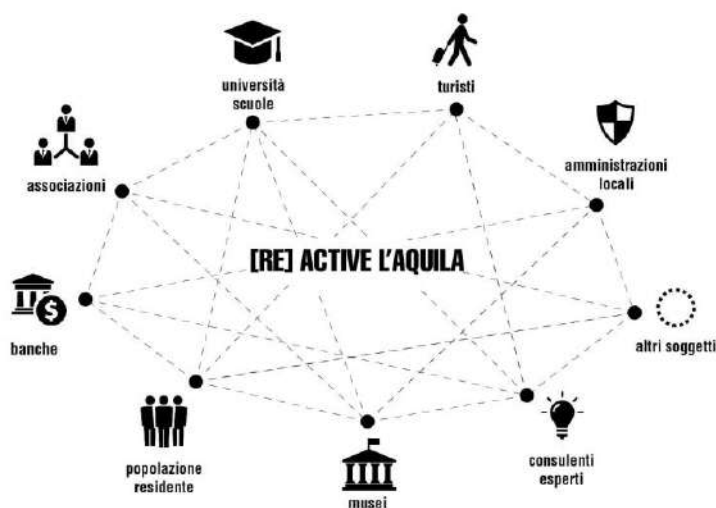 università
scuole
turisti
associazioni
amministrazioni
locali
[RE] ACTIVE L'AQUILA
banche
$
altri soggetti
popolazione
residente
musei
consulenti
esperti